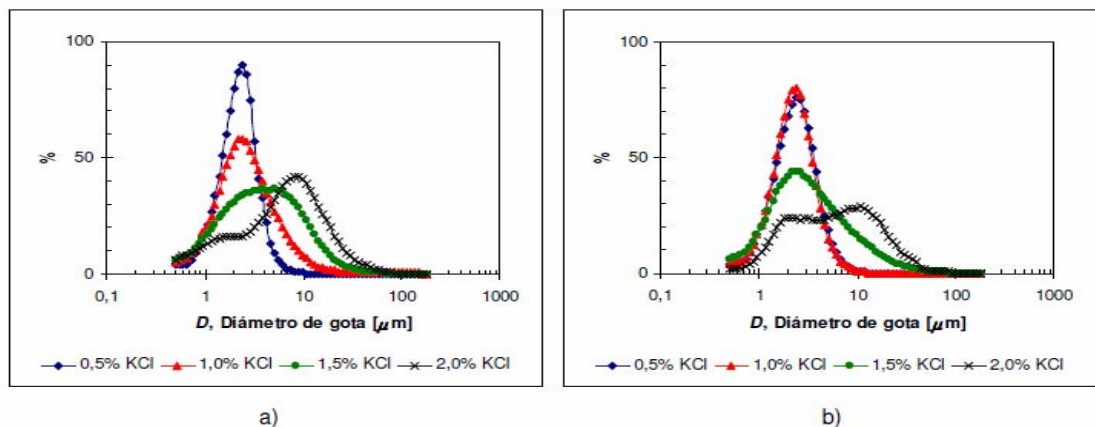 100
50
0
%
0,1 1 10 100 1000
D, Diámetro de gota [μm]
0,5% KCl 1,0% KCl 1,5% KCl 2,0% KCl
a)
100
50
0
%
0,1 1 10 100 1000
D, Diámetro de gota [μm]
0,5% KCl 1,0% KCl 1,5% KCl 2,0% KCl
b)